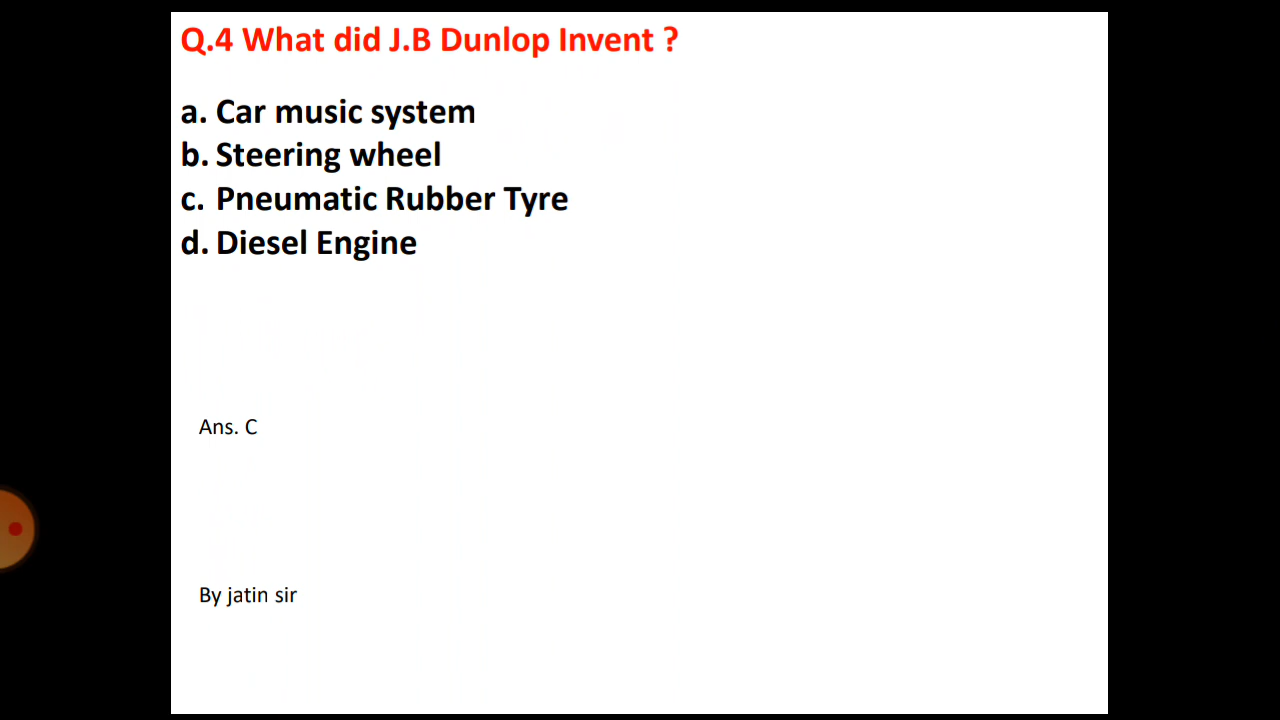 Q.4 What did J.B Dunlop Invent ?
a. Car music system
b. Steering wheel
c. Pneumatic Rubber Tyre
d. Diesel Engine
Ans. C
By jatin sir